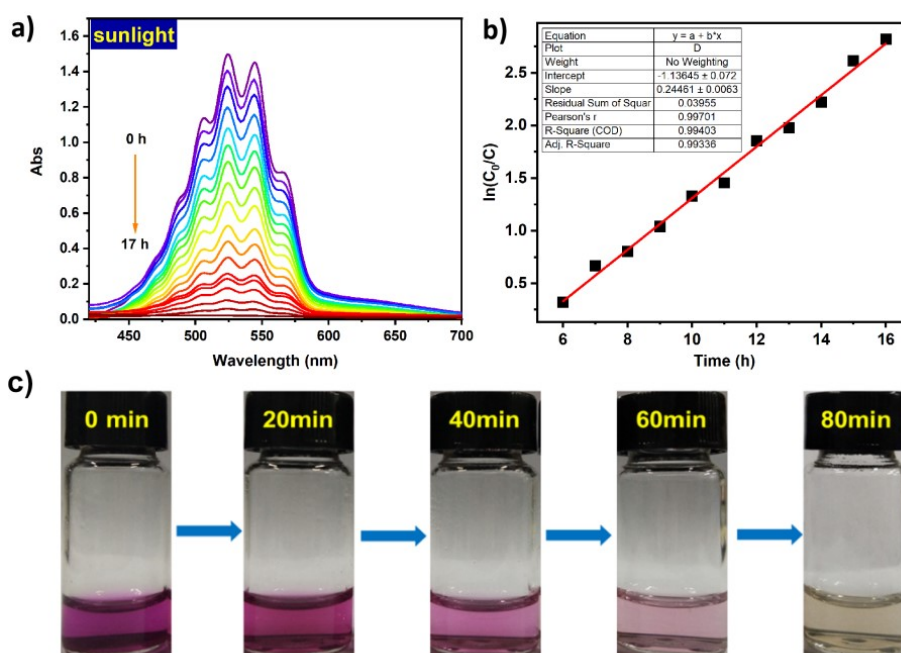 a)
sunlight
1.6
1.5
1.4
1.2
1.0
0.8
0.6
0.4
0.2
0.0
Abs
0 h
17 h
450
500
550
600
650
700
Wavelength (nm)
b)
Equation y = a + b*x
Plot D
Weight No Weighting
Intercept -1.13645 ± 0.072
Slope 0.24461 ± 0.0063
Residual Sum of Squar 0.03955
Pearson's r 0.99701
R-Square (COD) 0.99403
Adj. R-Square 0.99336
2.5
2.0
1.5
1.0
0.5
ln(C₀/C)
6
8
10
12
14
16
Time (h)
c)
0 min
20min
40min
60min
80min